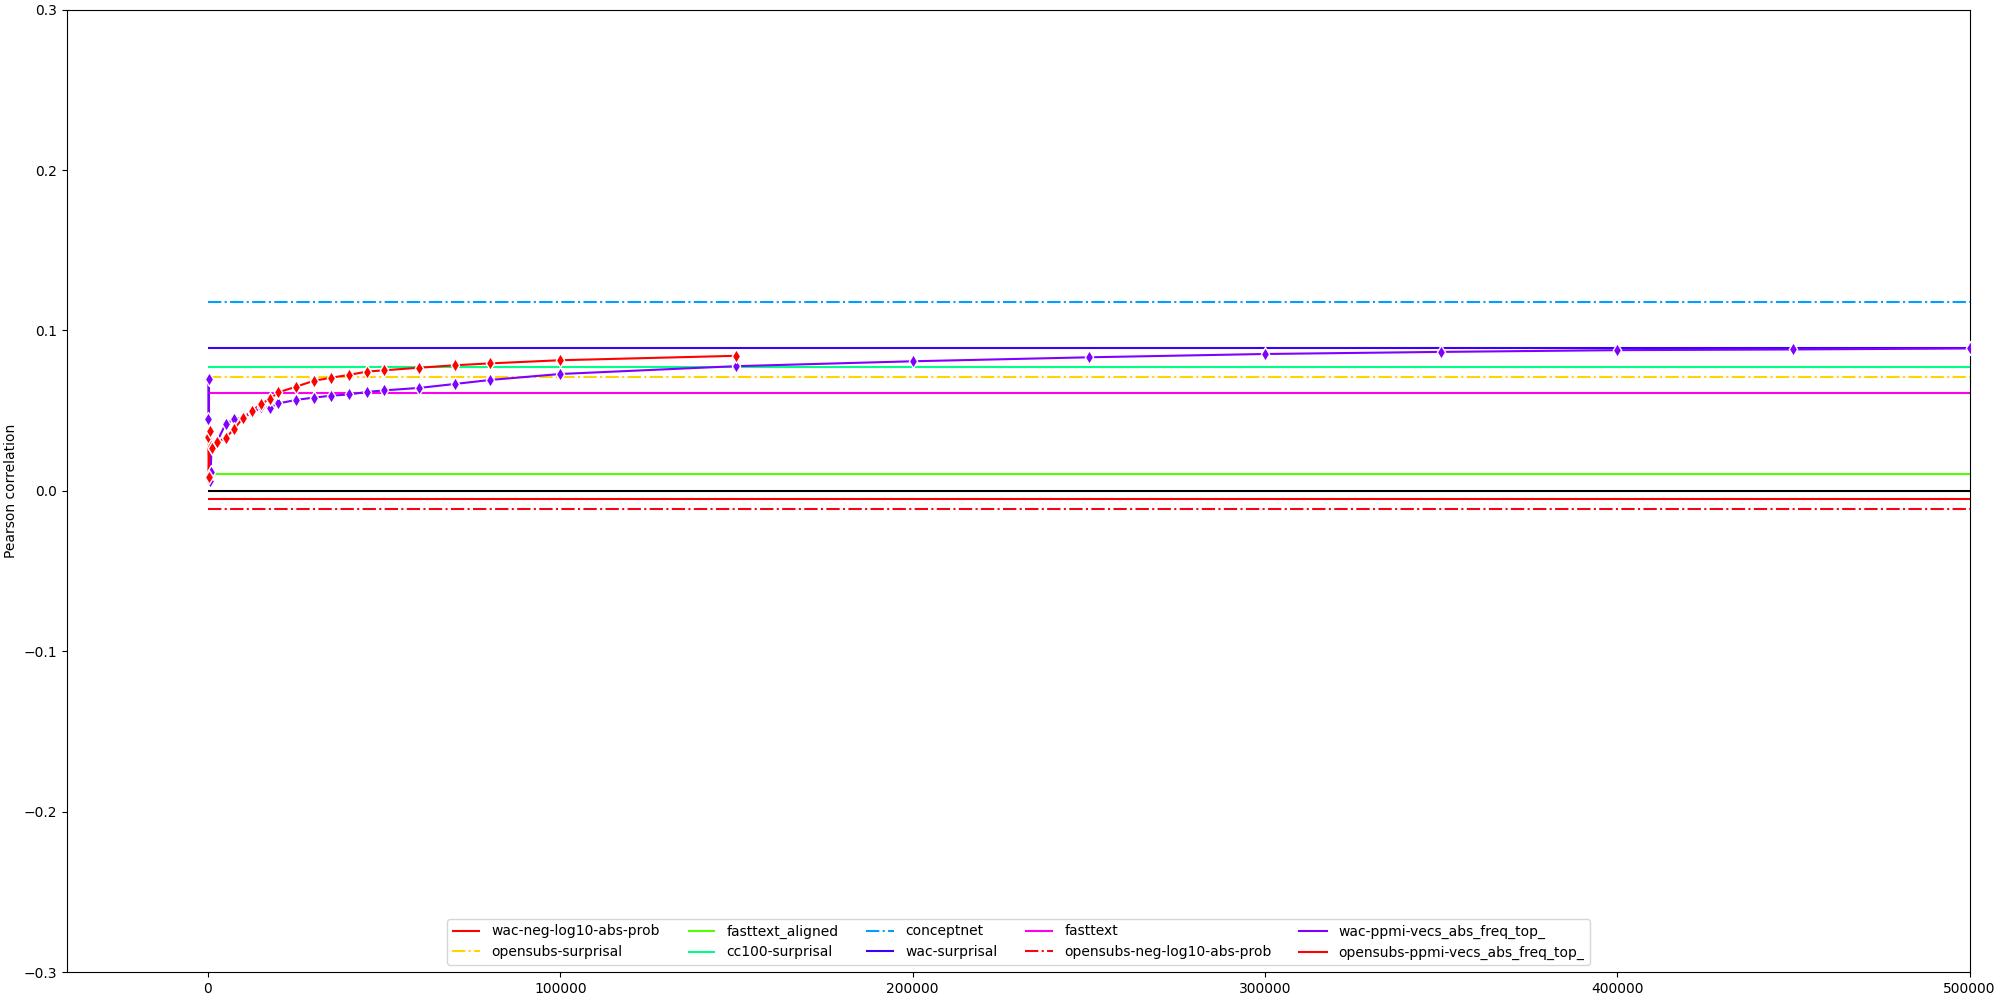 0.3
0.2
0.1
0.0
−0.1
−0.2
−0.3
Pearson correlation
0 100000 200000 300000 400000 500000
wac-neg-log10-abs-prob fasttext_aligned conceptnet fasttext wac-ppmi-vecs_abs_freq_top_
opensubs-surprisal cc100-surprisal wac-surprisal opensubs-neg-log10-abs-prob opensubs-ppmi-vecs_abs_freq_top_